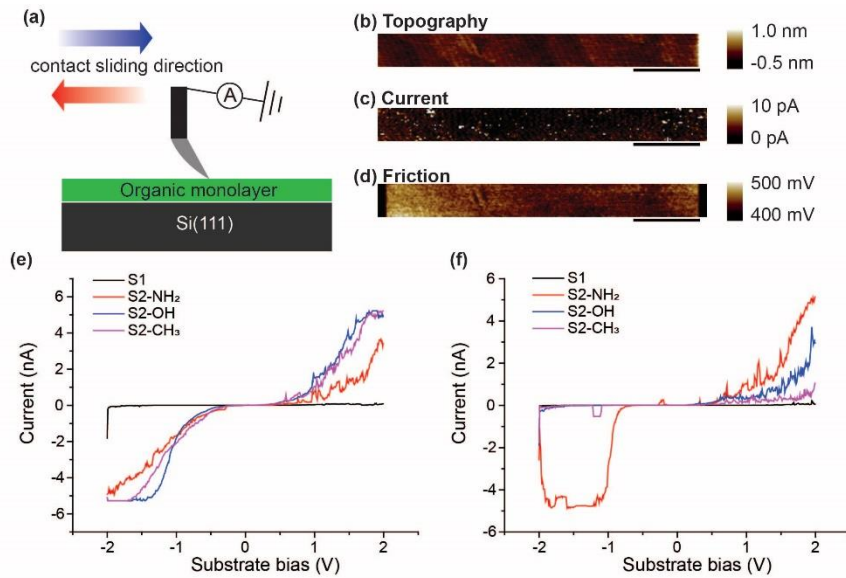 (a)
contact sliding direction
A
Organic monolayer
Si(111)
(b) Topography
1.0 nm
-0.5 nm
(c) Current
10 pA
0 pA
(d) Friction
500 mV
400 mV
(e)
S1
S2-NH₂
S2-OH
S2-CH₃
6
4
2
0
-2
-4
-6
Current (nA)
-2
-1
0
1
2
Substrate bias (V)
(f)
S1
S2-NH₂
S2-OH
S2-CH₃
6
4
2
0
-2
-4
-6
Current (nA)
-2
-1
0
1
2
Substrate bias (V)